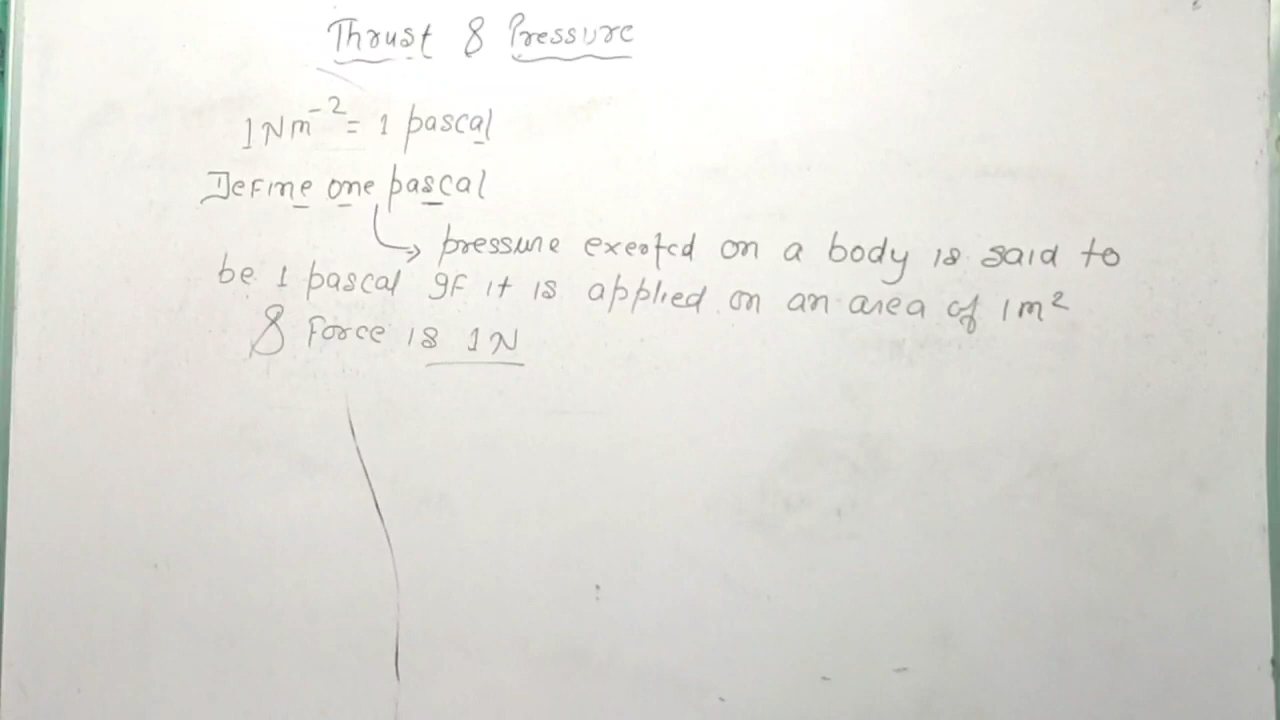 Thrust & Pressure
1Nm⁻² = 1 pascal
Define one pascal
→ pressure exerted on a body is said to
be 1 pascal If it is applied on an area of 1m²
& Force is 1N